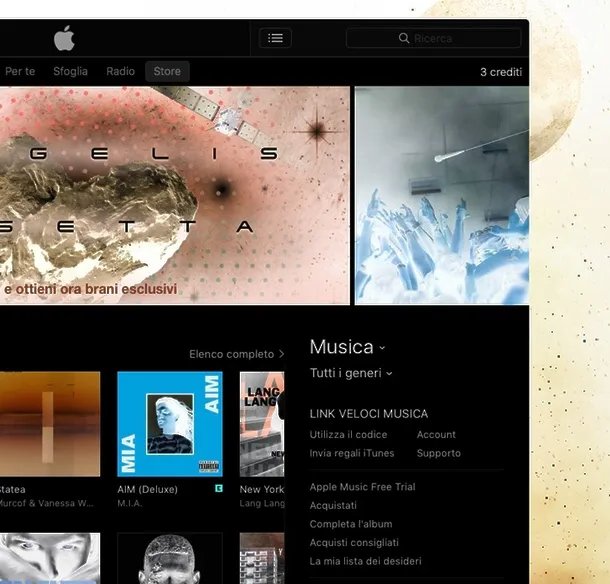 Ricerca
Per te
Sfoglia
Radio
Store
3 crediti
G E L I S
S E T T A
e ottieni ora brani esclusivi
Elenco completo
Musica
Tutti i generi
LINK VELOCI MUSICA
Utilizza il codice
Account
Invia regali iTunes
Supporto
Apple Music Free Trial
Acquistati
Completa l'album
Acquisti consigliati
La mia lista dei desideri
MIA
AIM
LANG
LANG
NEW
Statea
Murcof & Vanessa W...
AIM (Deluxe)
E
M.I.A.
New York
Lang Lang